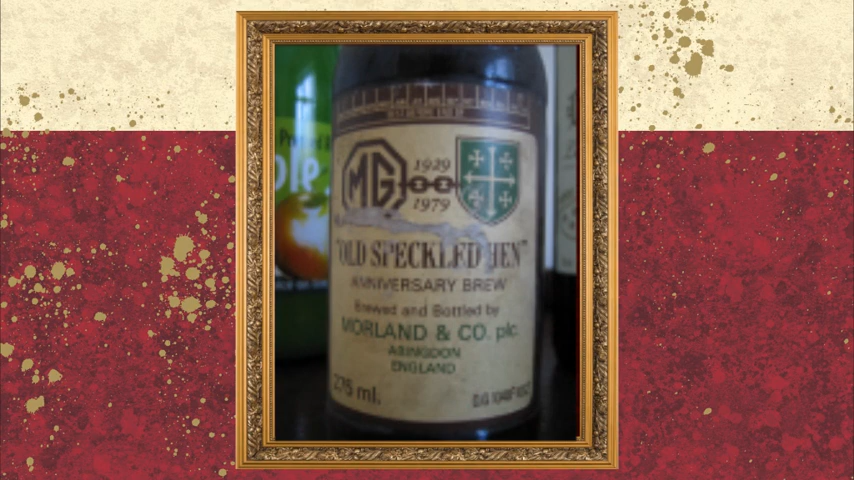 MG
1929
1979
"OLD SPECKLED HEN"
ANNIVERSARY BREW
Brewed and Bottled by
MORLAND & CO. plc
ABINGDON
ENGLAND
275 ml.